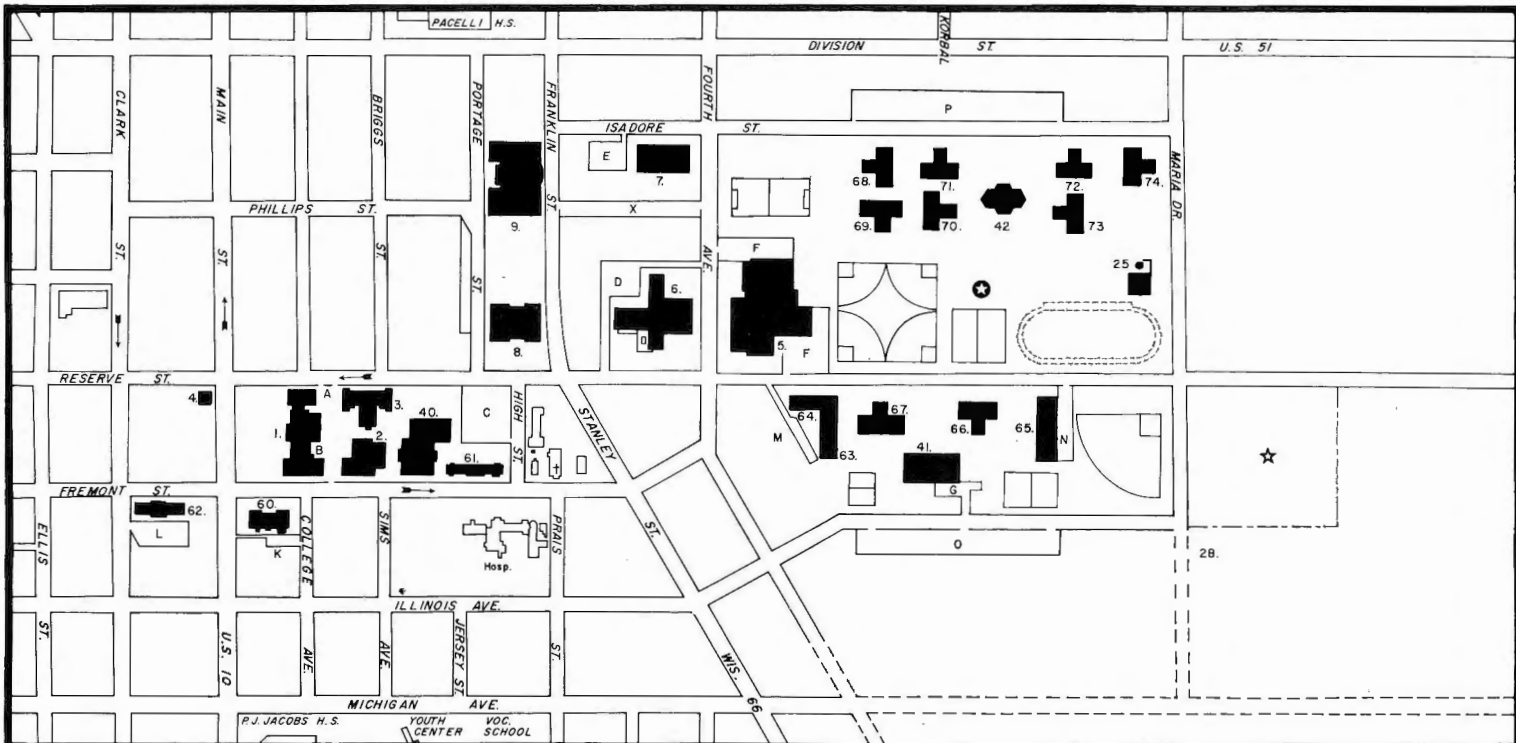 PACELLI H.S.
KORBAL
DIVISION ST. U.S. 51
CLARK ST.
MAIN ST.
BRIGGS ST.
PORTAGE ST.
FRANKLIN ST.
FOURTH AVE.
ISADORE ST.
P
MARIA DR.
E
7.
68.
71.
72.
74.
PHILLIPS ST.
X
9.
69.
70.
42
73
F
D
6.
25
8.
D
5.
F
RESERVE ST.
4.
A
3.
40.
C
HIGH ST.
STANLEY ST.
1.
B
2.
61.
M
64.
63.
67.
66.
65.
N
41.
G
FREMONT ST.
62.
L
60.
K
COLLEGE AVE.
SIMS AVE.
Hosp.
PRAIS ST.
O
28.
ELLIS ST.
ILLINOIS AVE.
U.S. 10
JERSEY ST.
WIS. 66
MICHIGAN AVE.
P.J. JACOBS H.S.
YOUTH CENTER
VOC. SCHOOL